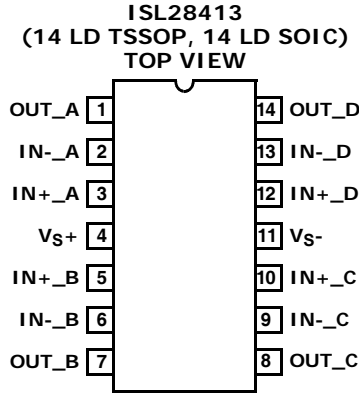 ISL28413
(14 LD TSSOP, 14 LD SOIC)
TOP VIEW
OUT_A 1
IN-_A 2
IN+_A 3
VS+ 4
IN+_B 5
IN-_B 6
OUT_B 7
14 OUT_D
13 IN-_D
12 IN+_D
11 VS-
10 IN+_C
9 IN-_C
8 OUT_C